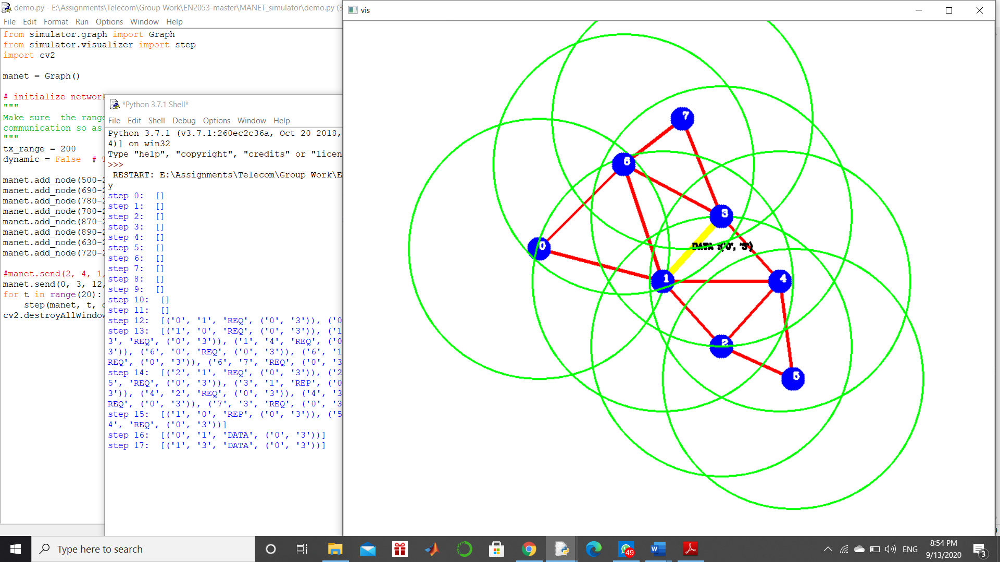 demo.py - E:\Assignments\Telecom\Group Work\EN2053-master\MANET_simulator\demo.py (3
File Edit Format Run Options Window Help
from simulator.graph import Graph
from simulator.visualizer import step
import cv2
manet = Graph()
# initialize network
"""
Make sure  the range
communication so as
"""
tx_range = 200
dynamic = False  # T
manet.add_node(500-2
manet.add_node(690-2
manet.add_node(780-2
manet.add_node(780-2
manet.add_node(870-2
manet.add_node(890-2
manet.add_node(630-2
manet.add_node(720-2
#manet.send(2, 4, 1,
manet.send(0, 3, 12,
for t in range(20):
    step(manet, t, d
cv2.destroyAllWindow
*Python 3.7.1 Shell*
File Edit Shell Debug Options Window Help
Python 3.7.1 (v3.7.1:260ec2c36a, Oct 20 2018,
4)] on win32
Type "help", "copyright", "credits" or "licen
>>>
 RESTART: E:\Assignments\Telecom\Group Work\E
y
step 0:  []
step 1:  []
step 2:  []
step 3:  []
step 4:  []
step 5:  []
step 6:  []
step 7:  []
step 8:  []
step 9:  []
step 10:  []
step 11:  []
step 12:  [('0', '1', 'REQ', ('0', '3')), ('0
step 13:  [('1', '0', 'REQ', ('0', '3')), ('1
3', 'REQ', ('0', '3')), ('1', '4', 'REQ', ('0
3')), ('6', '0', 'REQ', ('0', '3')), ('6', '1
REQ', ('0', '3')), ('6', '7', 'REQ', ('0', '3
step 14:  [('2', '1', 'REQ', ('0', '3')), ('2
5', 'REQ', ('0', '3')), ('3', '1', 'REP', ('0
3')), ('4', '2', 'REQ', ('0', '3')), ('4', '3
REQ', ('0', '3')), ('7', '3', 'REQ', ('0', '3
step 15:  [('1', '0', 'REP', ('0', '3')), ('5
4', 'REQ', ('0', '3'))]
step 16:  [('0', '1', 'DATA', ('0', '3'))]
step 17:  [('1', '3', 'DATA', ('0', '3'))]
vis
7
6
3
0
DATA :('0', '3')
1
4
2
5
Type here to search
49
W
ENG
8:54 PM
9/13/2020
3